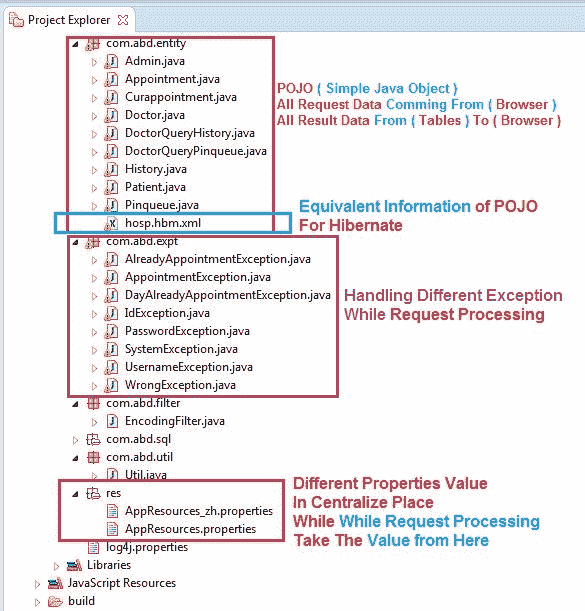 Project Explorer
com.abd.entity
Admin.java
Appointment.java
Curappointment.java
Doctor.java
DoctorQueryHistory.java
DoctorQueryPinqueue.java
History.java
Patient.java
Pinqueue.java
hosp.hbm.xml
POJO ( Simple Java Object )
All Request Data Comming From ( Browser )
All Result Data From ( Tables ) To ( Browser )
Equivalent Information of POJO
For Hibernate
com.abd.expt
AlreadyAppointmentException.java
AppointmentException.java
DayAlreadyAppointmentException.java
IdException.java
PasswordException.java
SystemException.java
UsernameException.java
WrongException.java
Handling Different Exception
While Request Processing
com.abd.filter
EncodingFilter.java
com.abd.sql
com.abd.util
Util.java
res
AppResources_zh.properties
AppResources.properties
log4j.properties
Different Properties Value
In Centralize Place
While While Request Processing
Take The Value from Here
Libraries
JavaScript Resources
build